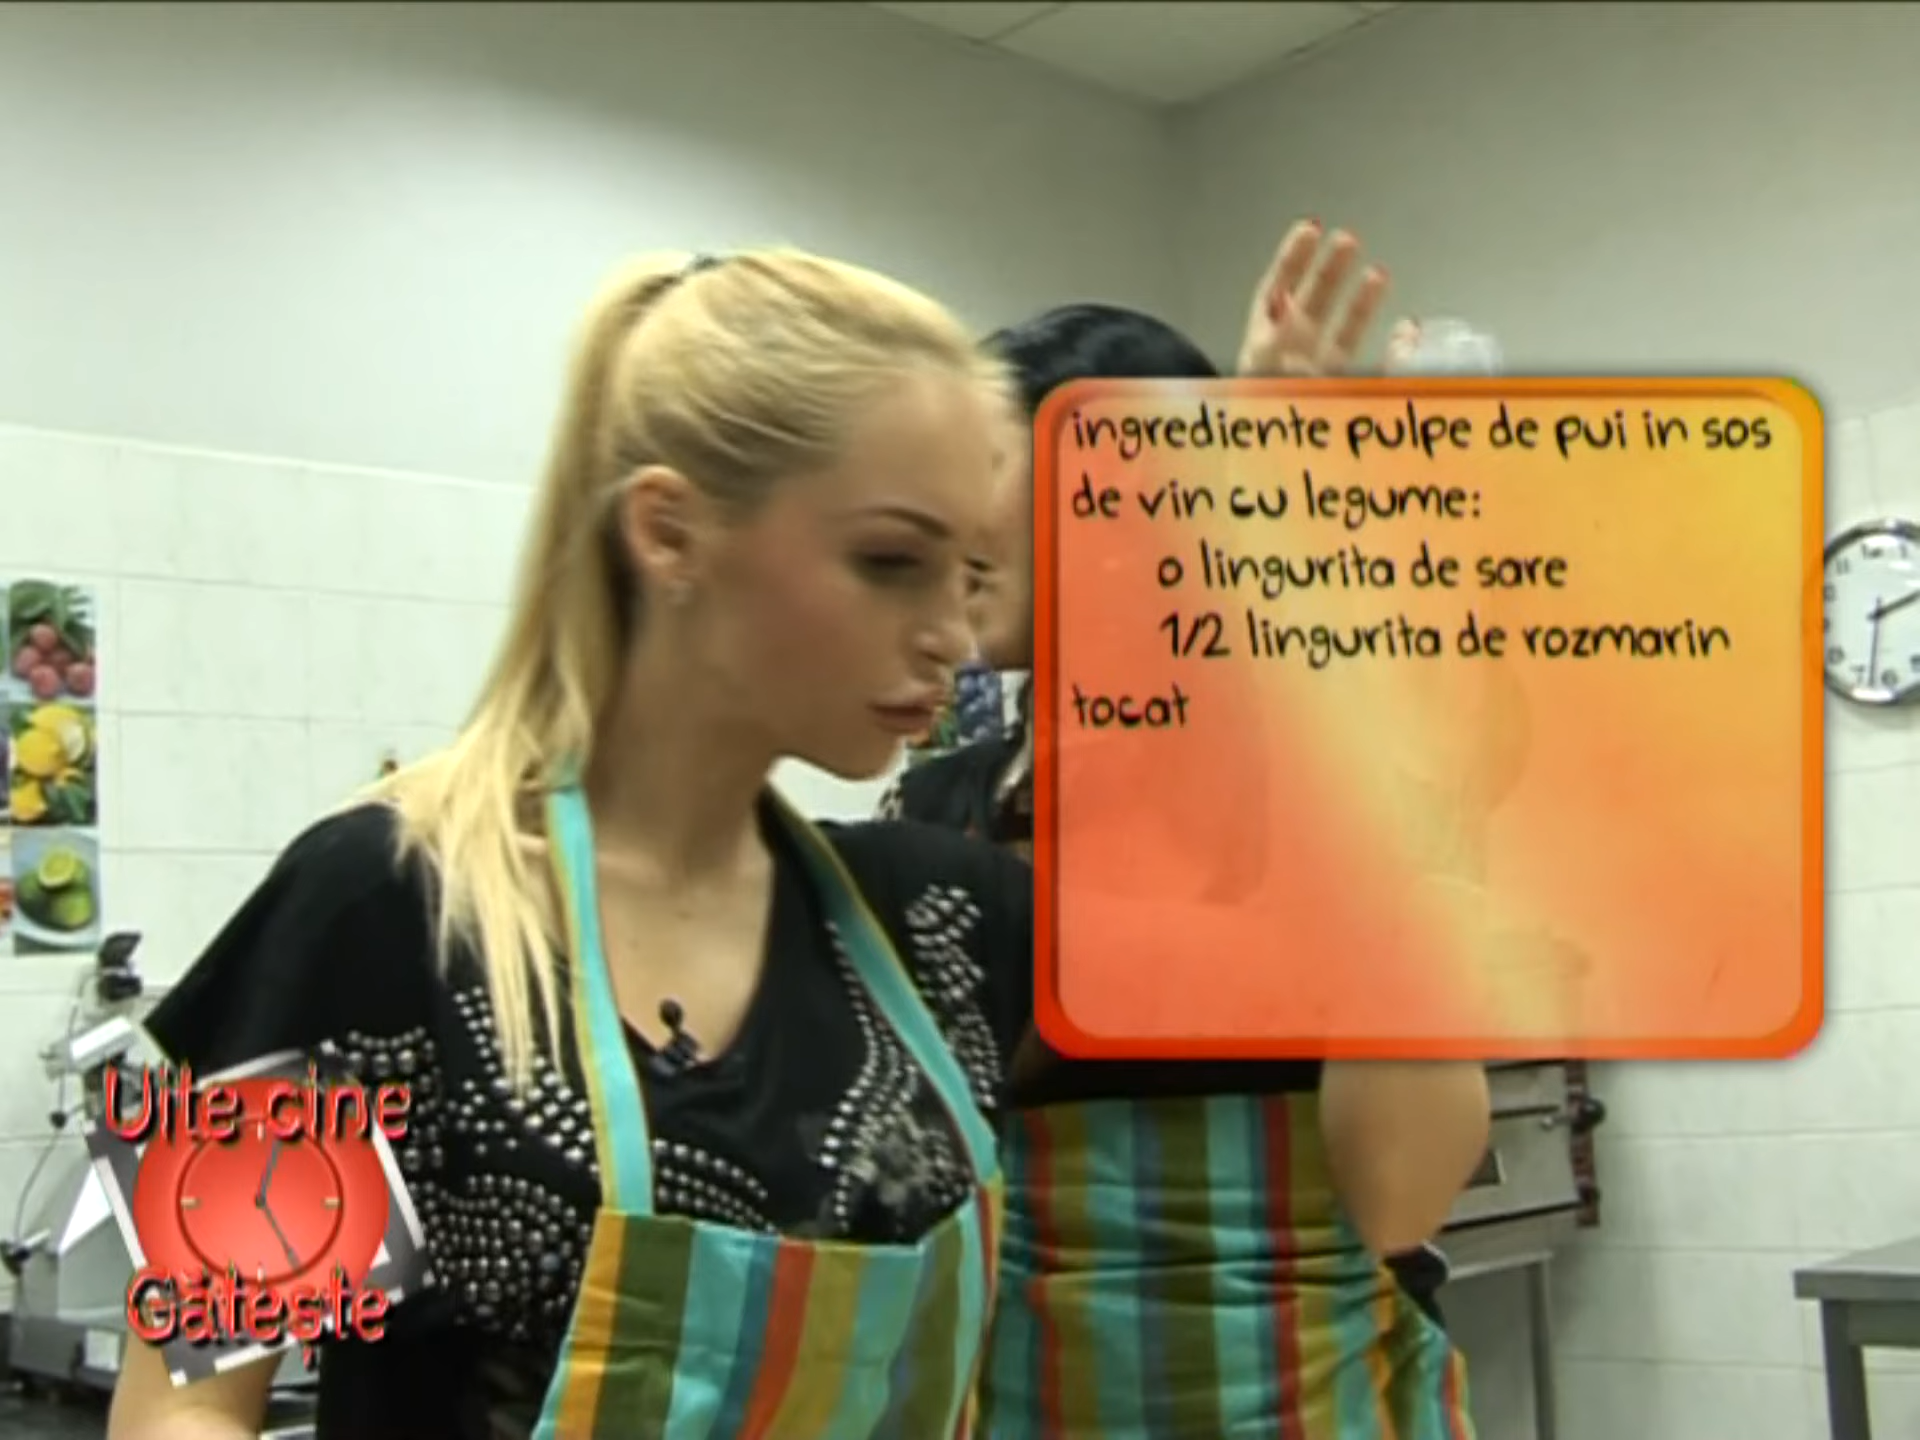 ingrediente pulpe de pui in sos
de vin cu legume:
o lingurita de sare
1/2 lingurita de rozmarin
tocat
Uite cine
Gătește